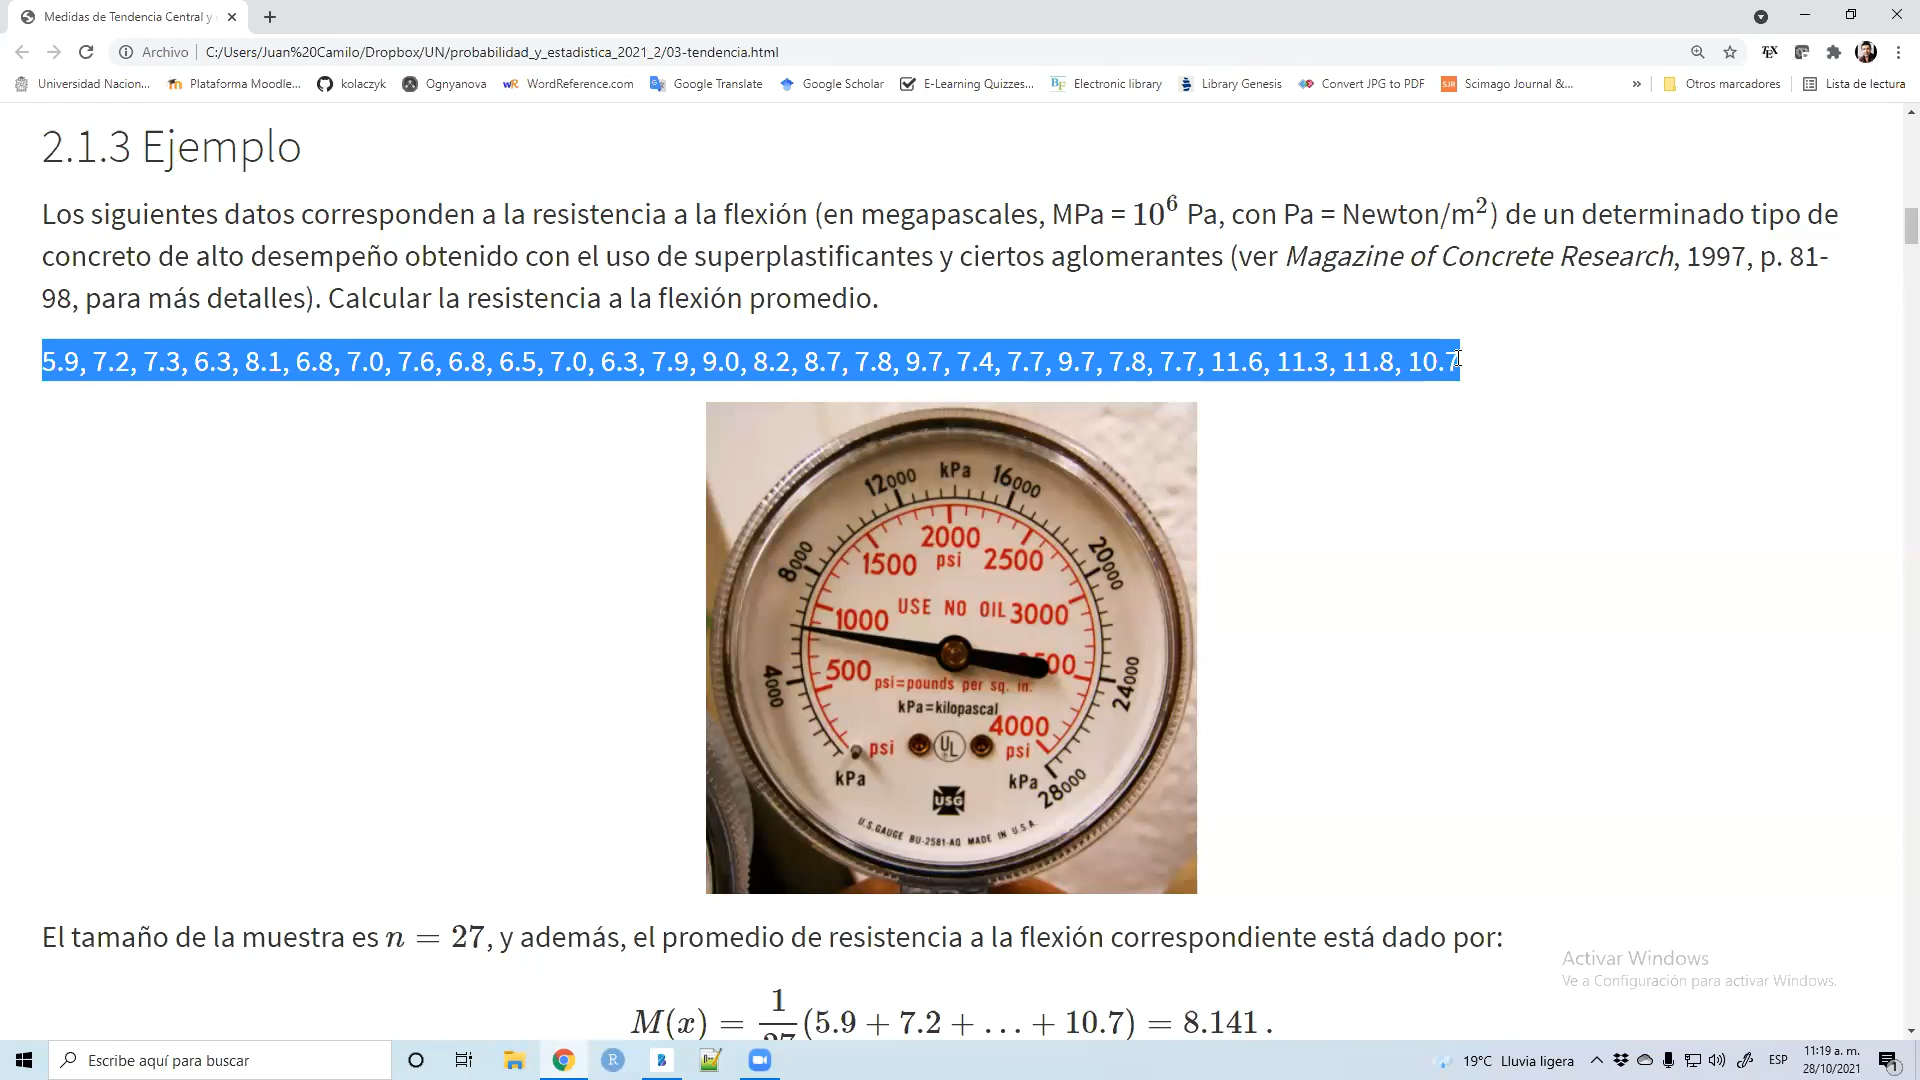 Medidas de Tendencia Central y
Archivo
C:/Users/Juan%20Camilo/Dropbox/UN/probabilidad_y_estadistica_2021_2/03-tendencia.html
Universidad Nacion...
Plataforma Moodle...
kolaczyk
Ognyanova
WR WordReference.com
Google Translate
Google Scholar
E-Learning Quizzes...
BF Electronic library
Library Genesis
Convert JPG to PDF
SJR Scimago Journal &...
»
Otros marcadores
Lista de lectura
2.1.3 Ejemplo
Los siguientes datos corresponden a la resistencia a la flexión (en megapascales, MPa = 10⁶ Pa, con Pa = Newton/m²) de un determinado tipo de
concreto de alto desempeño obtenido con el uso de superplastificantes y ciertos aglomerantes (ver Magazine of Concrete Research, 1997, p. 81-
98, para más detalles). Calcular la resistencia a la flexión promedio.
5.9, 7.2, 7.3, 6.3, 8.1, 6.8, 7.0, 7.6, 6.8, 6.5, 7.0, 6.3, 7.9, 9.0, 8.2, 8.7, 7.8, 9.7, 7.4, 7.7, 9.7, 7.8, 7.7, 11.6, 11.3, 11.8, 10.7
12000 kPa 16000
8000 1500 2000 psi 2500 20000
USE NO OIL
1000 3000
4000 500 24000
psi=pounds per sq. in.
kPa=kilopascal
4000
psi UL psi
kPa USG kPa 28000
U.S. GAUGE BU-2581-AQ MADE IN U.S.A.
El tamaño de la muestra es n = 27, y además, el promedio de resistencia a la flexión correspondiente está dado por:
M(x) = 1/27 (5.9 + 7.2 + ... + 10.7) = 8.141 .
Activar Windows
Ve a Configuración para activar Windows.
Escribe aquí para buscar
19°C Lluvia ligera
ESP
11:19 a. m.
28/10/2021
1